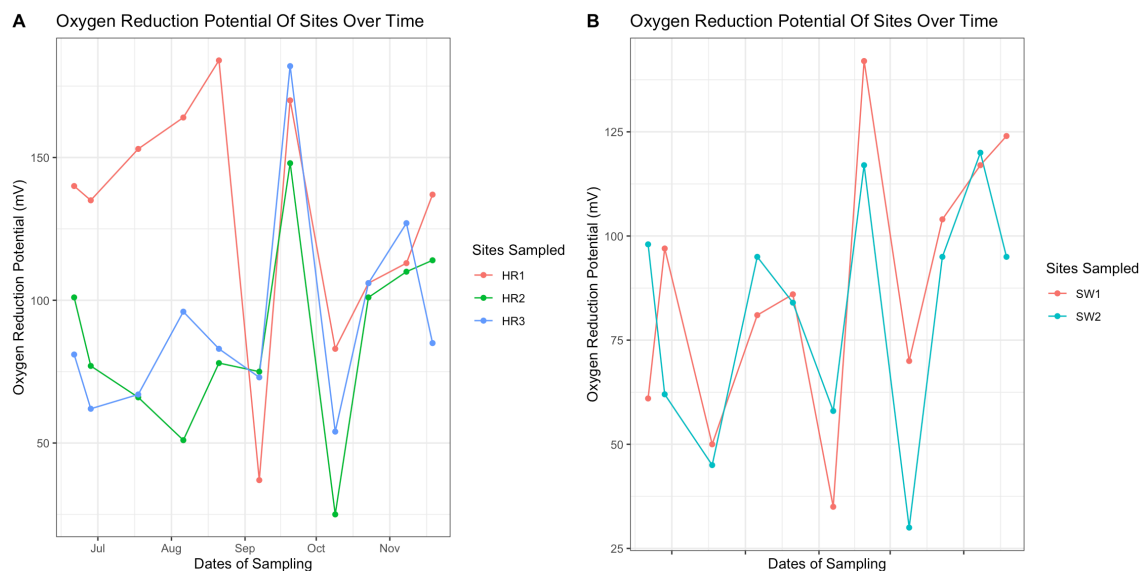 A
Oxygen Reduction Potential Of Sites Over Time
150
100
50
Oxygen Reduction Potential (mV)
Jul Aug Sep Oct Nov
Dates of Sampling
Sites Sampled
HR1
HR2
HR3
B
Oxygen Reduction Potential Of Sites Over Time
125
100
75
50
25
Oxygen Reduction Potential (mV)
Dates of Sampling
Sites Sampled
SW1
SW2